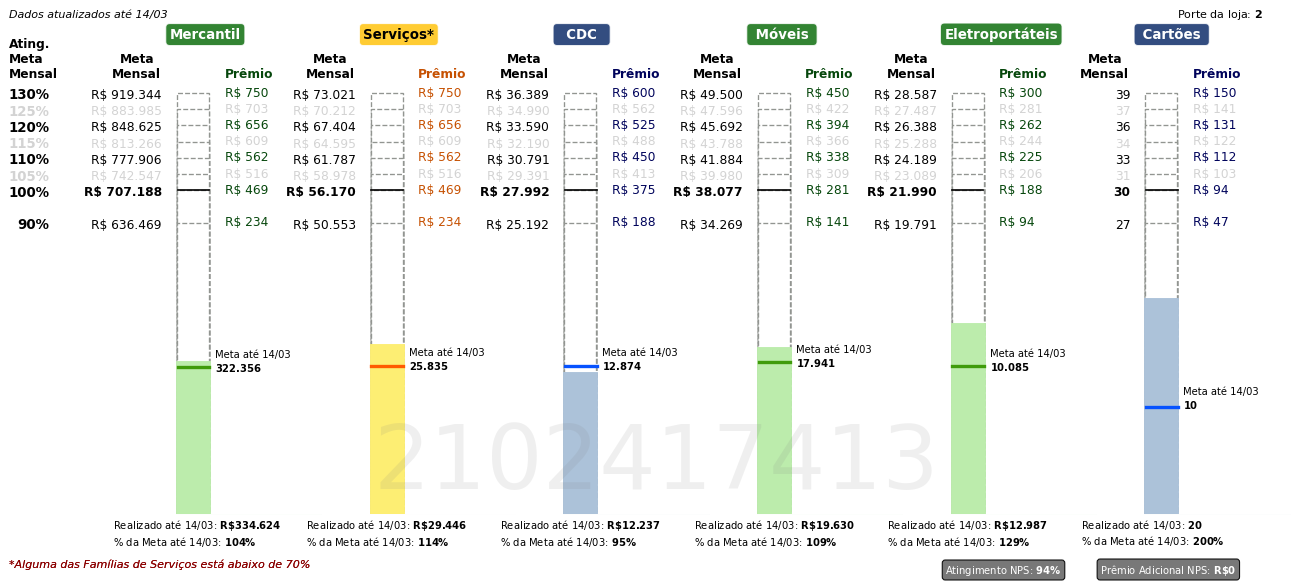 Dados atualizados até 14/03 Porte da loja: 2
Mercantil Serviços* CDC Móveis Eletroportáteis Cartões
Ating.
Meta Meta Meta Meta Meta Meta Meta
Mensal Mensal Prêmio Mensal Prêmio Mensal Prêmio Mensal Prêmio Mensal Prêmio Mensal Prêmio
130% R$ 919.344 R$ 750 R$ 73.021 R$ 750 R$ 36.389 R$ 600 R$ 49.500 R$ 450 R$ 28.587 R$ 300 39 R$ 150
125% R$ 883.985 R$ 703 R$ 70.212 R$ 703 R$ 34.990 R$ 562 R$ 47.596 R$ 422 R$ 27.487 R$ 281 37 R$ 141
120% R$ 848.625 R$ 656 R$ 67.404 R$ 656 R$ 33.590 R$ 525 R$ 45.692 R$ 394 R$ 26.388 R$ 262 36 R$ 131
115% R$ 813.266 R$ 609 R$ 64.595 R$ 609 R$ 32.190 R$ 488 R$ 43.788 R$ 366 R$ 25.288 R$ 244 34 R$ 122
110% R$ 777.906 R$ 562 R$ 61.787 R$ 562 R$ 30.791 R$ 450 R$ 41.884 R$ 338 R$ 24.189 R$ 225 33 R$ 112
105% R$ 742.547 R$ 516 R$ 58.978 R$ 516 R$ 29.391 R$ 413 R$ 39.980 R$ 309 R$ 23.089 R$ 206 31 R$ 103
100% R$ 707.188 R$ 469 R$ 56.170 R$ 469 R$ 27.992 R$ 375 R$ 38.077 R$ 281 R$ 21.990 R$ 188 30 R$ 94
90% R$ 636.469 R$ 234 R$ 50.553 R$ 234 R$ 25.192 R$ 188 R$ 34.269 R$ 141 R$ 19.791 R$ 94 27 R$ 47
Meta até 14/03 Meta até 14/03 Meta até 14/03 Meta até 14/03 Meta até 14/03
322.356 25.835 12.874 17.941 10.085
Meta até 14/03
10
2102417413
Realizado até 14/03: R$334.624 Realizado até 14/03: R$29.446 Realizado até 14/03: R$12.237 Realizado até 14/03: R$19.630 Realizado até 14/03: R$12.987 Realizado até 14/03: 20
% da Meta até 14/03: 104% % da Meta até 14/03: 114% % da Meta até 14/03: 95% % da Meta até 14/03: 109% % da Meta até 14/03: 129% % da Meta até 14/03: 200%
*Alguma das Famílias de Serviços está abaixo de 70% Atingimento NPS: 94% Prêmio Adicional NPS: R$0